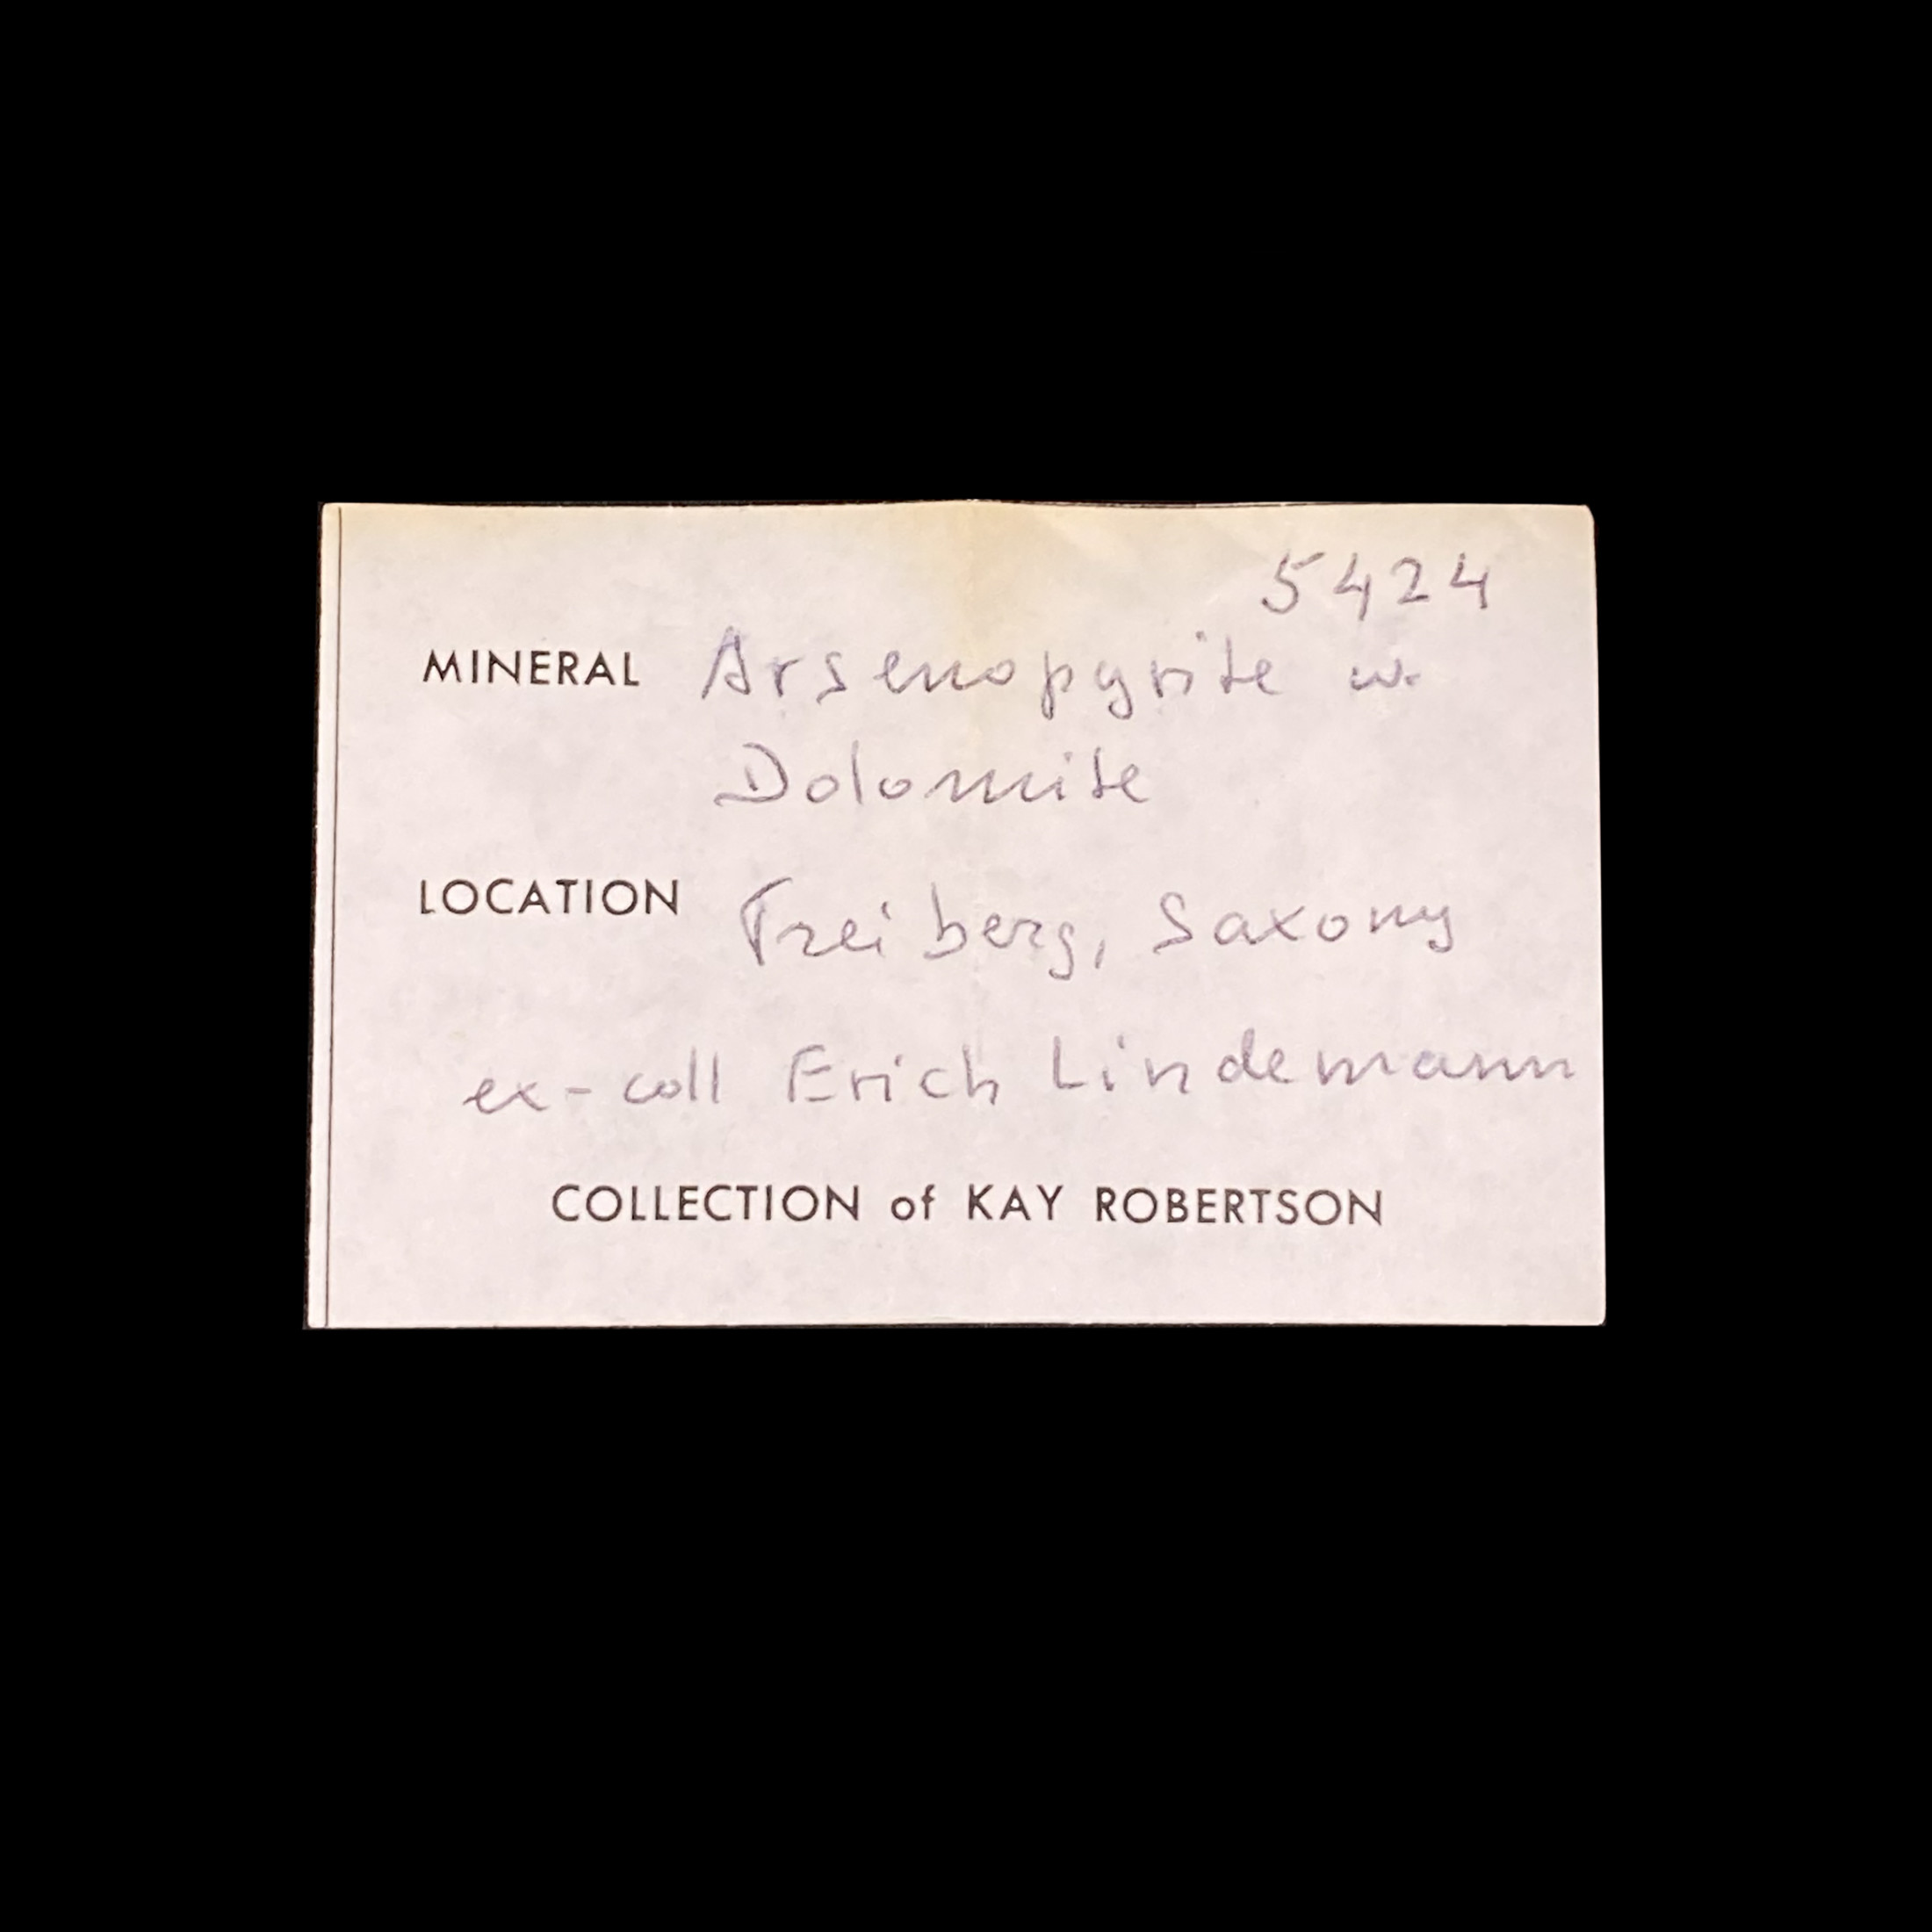 5424
MINERAL Arsenopyrite w.
Dolomite
LOCATION Freiberg, Saxony
ex-coll Erich Lindemann
COLLECTION of KAY ROBERTSON